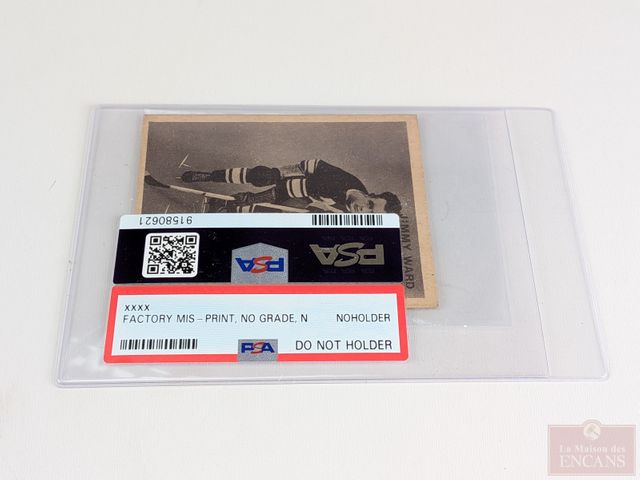 JIMMY WARD
91580621
PSA
PSA
XXXX
FACTORY MIS-PRINT, NO GRADE, N NOHOLDER
PSA
DO NOT HOLDER
La Maison des
ENCANS